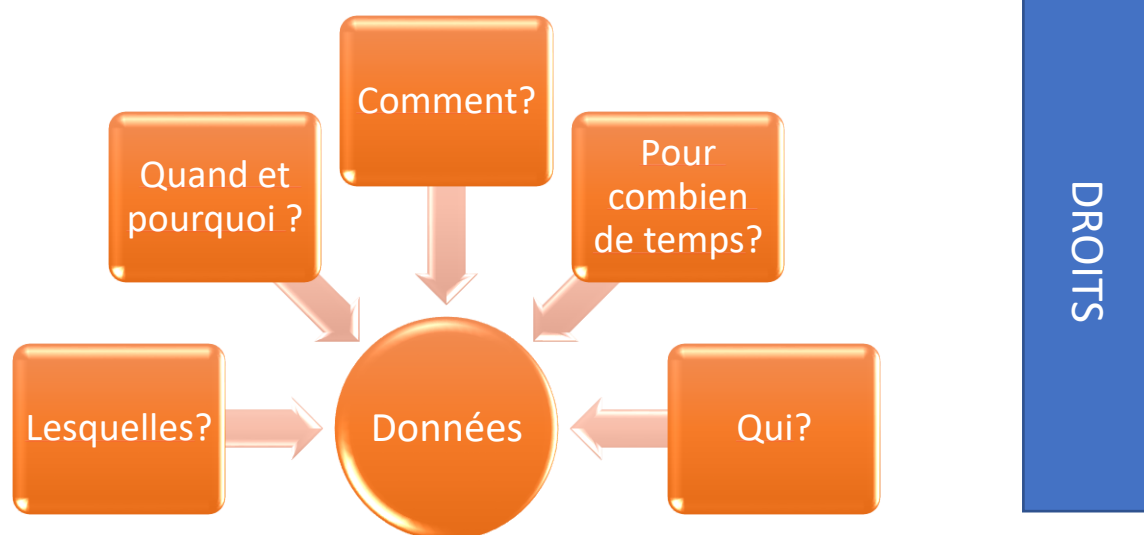 Comment?
Quand et
pourquoi ?
Pour
combien
de temps?
Lesquelles?
Données
Qui?
DROITS